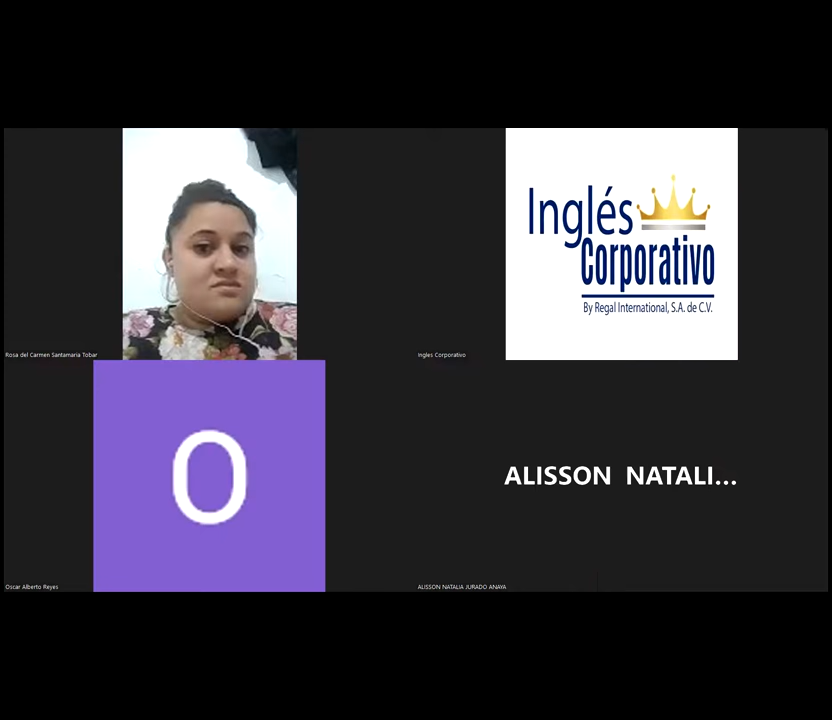 Inglés
Corporativo
By Regal International, S.A. de C.V.
Rosa del Carmen Santamaria Tobar
Ingles Corporativo
O
ALISSON NATALI...
Oscar Alberto Reyes
ALISSON NATALIA JURADO ANAYA